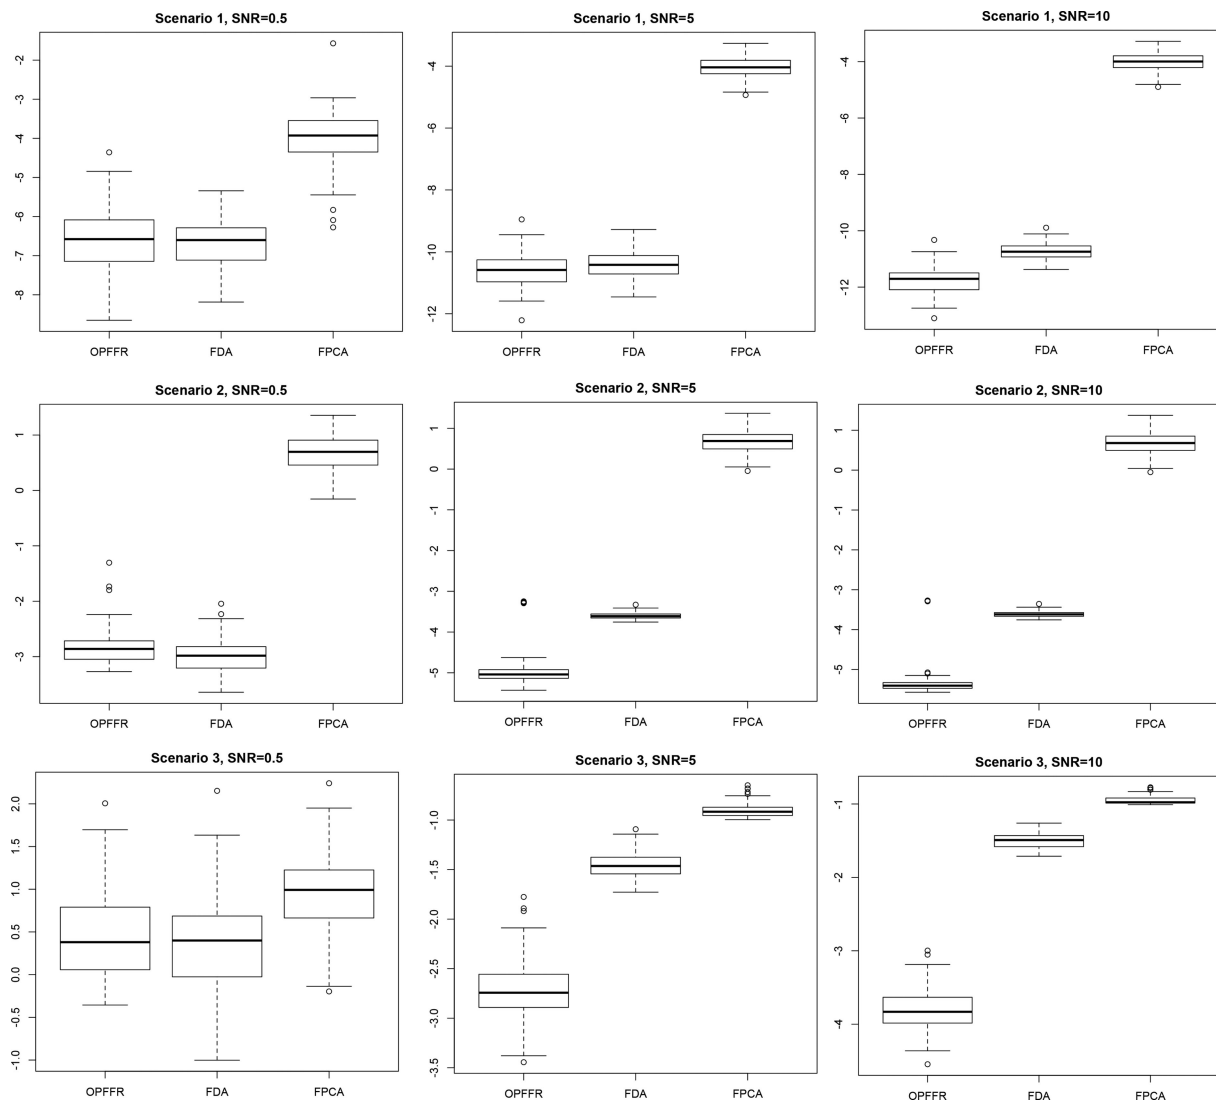 Scenario 1, SNR=0.5
-2
-3
-4
-5
-6
-7
-8
OPFFR FDA FPCA
Scenario 1, SNR=5
-4
-6
-8
-10
-12
OPFFR FDA FPCA
Scenario 1, SNR=10
-4
-6
-8
-10
-12
OPFFR FDA FPCA
Scenario 2, SNR=0.5
1
0
-1
-2
-3
OPFFR FDA FPCA
Scenario 2, SNR=5
1
0
-1
-2
-3
-4
-5
OPFFR FDA FPCA
Scenario 2, SNR=10
1
0
-1
-2
-3
-4
-5
OPFFR FDA FPCA
Scenario 3, SNR=0.5
2.0
1.5
1.0
0.5
0.0
-0.5
-1.0
OPFFR FDA FPCA
Scenario 3, SNR=5
-1.0
-1.5
-2.0
-2.5
-3.0
-3.5
OPFFR FDA FPCA
Scenario 3, SNR=10
-1
-2
-3
-4
OPFFR FDA FPCA